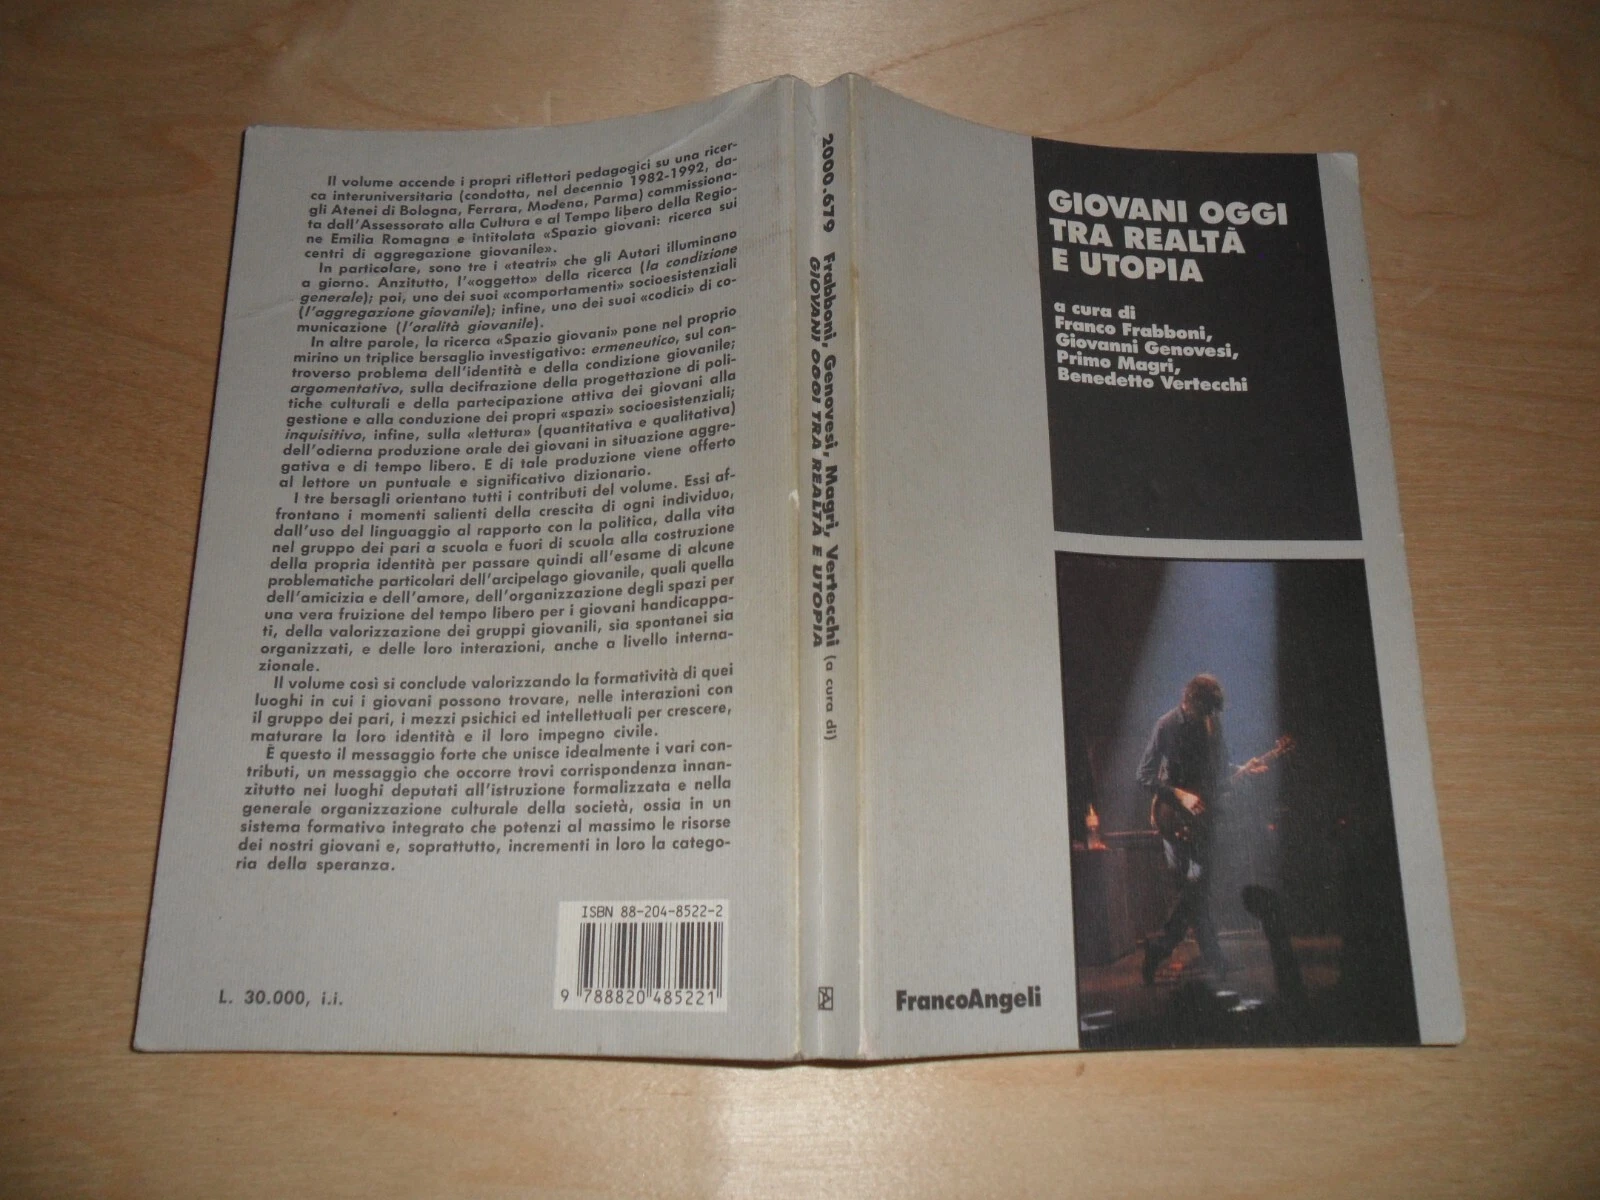 Il volume accende i propri riflettori pedagogici su una ricer-
ca interuniversitaria (condotta, nel decennio 1982-1992, da-
gli Atenei di Bologna, Ferrara, Modena, Parma) commissiona-
ta dall'Assessorato alla Cultura e al Tempo libero della Regio-
ne Emilia Romagna e intitolata «Spazio giovani: ricerca sui
centri di aggregazione giovanile».
In particolare, sono tre i «teatri» che gli Autori illuminano
a giorno. Anzitutto, l'«oggetto» della ricerca (la condizione
generale); poi, uno dei suoi «comportamenti» socioesistenziali
(l'aggregazione giovanile); infine, uno dei suoi «codici» di co-
municazione (l'oralità giovanile).
In altre parole, la ricerca «Spazio giovani» pone nel proprio
mirino un triplice bersaglio investigativo: ermeneutico, sul con-
troverso problema dell'identità e della condizione giovanile;
argomentativo, sulla decifrazione della progettazione di poli-
tiche culturali e della partecipazione attiva dei giovani alla
gestione e alla conduzione dei propri «spazi» socioesistenziali;
inquisitivo, infine, sulla «lettura» (quantitativa e qualitativa)
dell'odierna produzione orale dei giovani in situazione aggre-
gativa e di tempo libero. E di tale produzione viene offerto
al lettore un puntuale e significativo dizionario.
I tre bersagli orientano tutti i contributi del volume. Essi af-
frontano i momenti salienti della crescita di ogni individuo,
dall'uso del linguaggio al rapporto con la politica, dalla vita
nel gruppo dei pari a scuola e fuori di scuola alla costruzione
della propria identità per passare quindi all'esame di alcune
problematiche particolari dell'arcipelago giovanile, quali quella
dell'amicizia e dell'amore, dell'organizzazione degli spazi per
una vera fruizione del tempo libero per i giovani handicappa-
ti, della valorizzazione dei gruppi giovanili, sia spontanei sia
organizzati, e delle loro interazioni, anche a livello interna-
zionale.
Il volume così si conclude valorizzando la formatività di quei
luoghi in cui i giovani possono trovare, nelle interazioni con
il gruppo dei pari, i mezzi psichici ed intellettuali per crescere,
maturare la loro identità e il loro impegno civile.
È questo il messaggio forte che unisce idealmente i vari con-
tributi, un messaggio che occorre trovi corrispondenza innan-
zitutto nei luoghi deputati all'istruzione formalizzata e nella
generale organizzazione culturale della società, ossia in un
sistema formativo integrato che potenzi al massimo le risorse
dei nostri giovani e, soprattutto, incrementi in loro la catego-
ria della speranza.
ISBN 88-204-8522-2
9 788820 485221
L. 30.000, i.i.
2000.679 Frabboni, Genovesi, Magri, Vertecchi (a cura di)
GIOVANI OGGI TRA REALTÀ E UTOPIA
GIOVANI OGGI
TRA REALTÀ
E UTOPIA
a cura di
Franco Frabboni,
Giovanni Genovesi,
Primo Magri,
Benedetto Vertecchi
FrancoAngeli